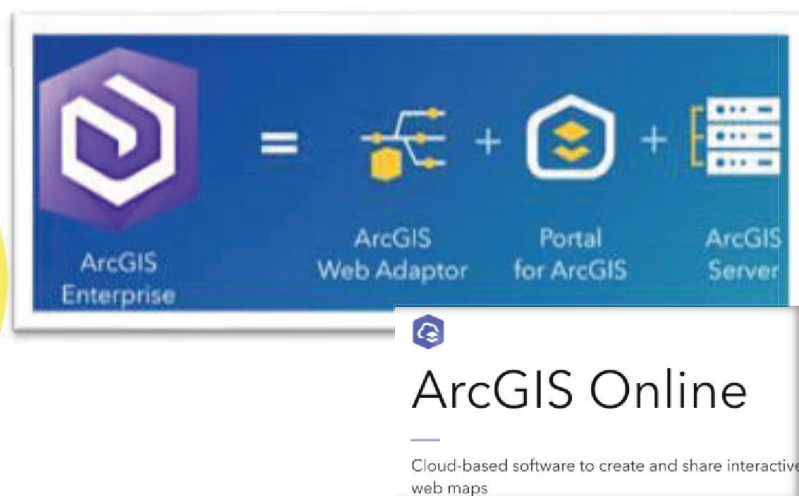 ArcGIS
Enterprise
=
ArcGIS
Web Adaptor
+
Portal
for ArcGIS
+
ArcGIS
Server
ArcGIS Online
Cloud-based software to create and share interactive
web maps